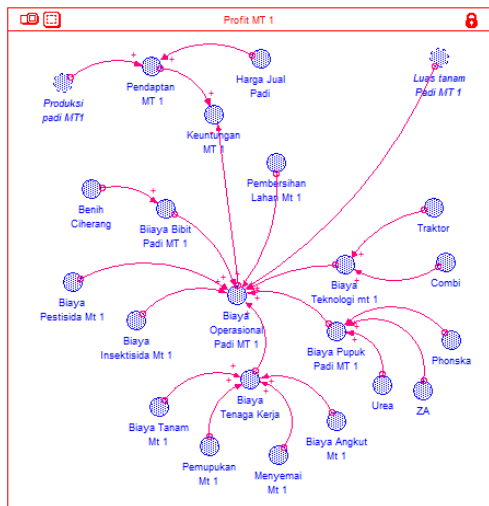 Profit MT 1
Produksi
padi MT1
Pendaptan
MT 1
Harga Jual
Padi
Luas tanam
Padi MT 1
Keuntungan
MT 1
Pembersihan
Lahan Mt 1
Benih
Ciherang
Biiaya Bibit
Padi MT 1
Traktor
Biaya
Teknologi mt 1
Combi
Biaya
Pestisida Mt 1
Biaya
Insektisida Mt 1
Biaya
Operasional
Padi MT 1
Biaya Pupuk
Padi MT 1
Phonska
Urea
ZA
Biaya
Tenaga Kerja
Biaya Tanam
Mt 1
Pemupukan
Mt 1
Menyemai
Mt 1
Biaya Angkut
Mt 1